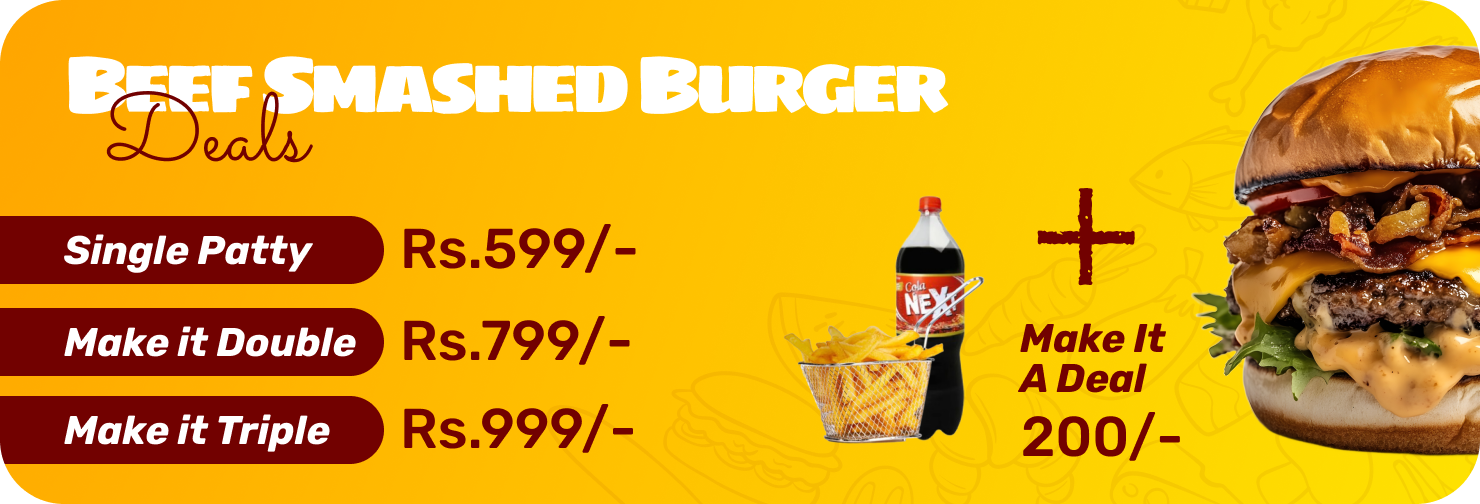 BEEF SMASHED BURGER
Deals
Single Patty Rs.599/-
Make it Double Rs.799/-
Make it Triple Rs.999/-
Cola
NEXT
+
Make It
A Deal
200/-